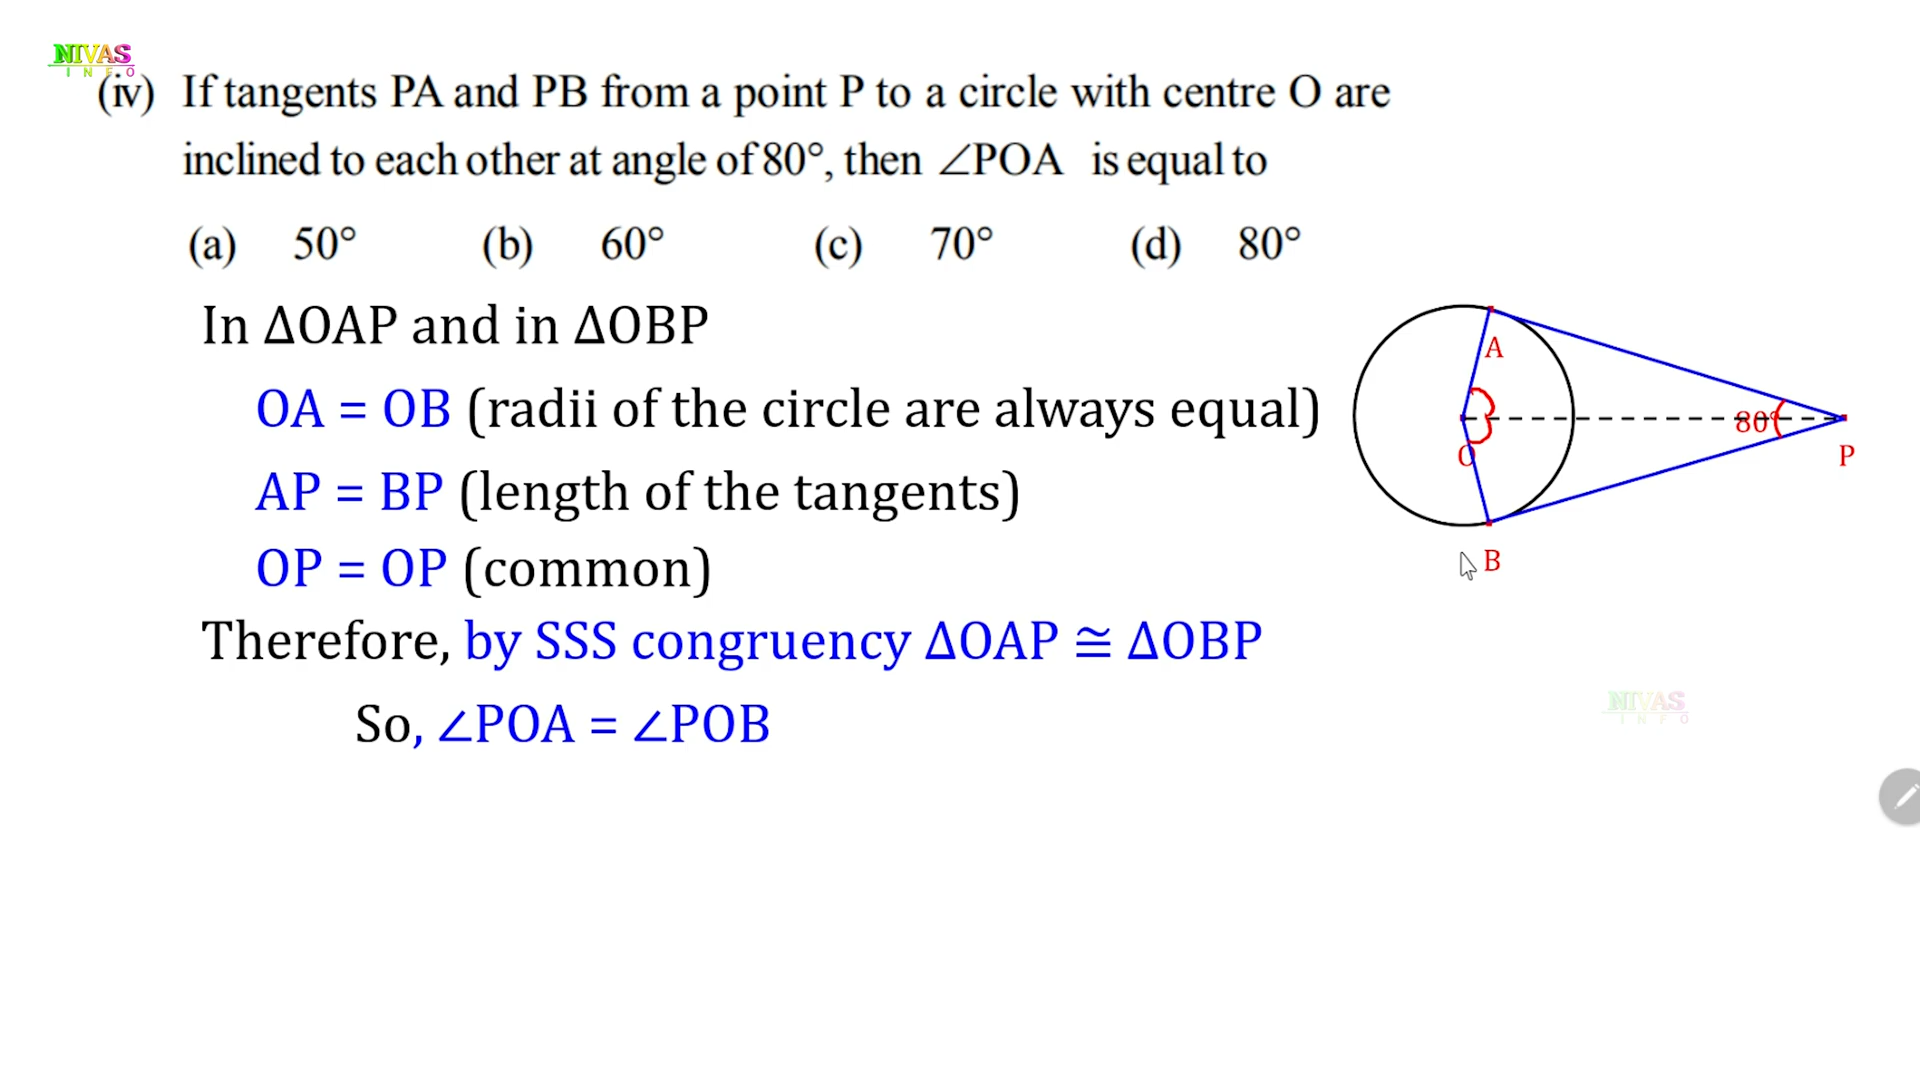 NIVAS
INFO
(iv) If tangents PA and PB from a point P to a circle with centre O are
inclined to each other at angle of 80°, then ∠POA is equal to
(a) 50° (b) 60° (c) 70° (d) 80°
In ΔOAP and in ΔOBP
OA = OB (radii of the circle are always equal)
AP = BP (length of the tangents)
OP = OP (common)
Therefore, by SSS congruency ΔOAP ≅ ΔOBP
So, ∠POA = ∠POB
A
80°
O
P
B
NIVAS
INFO